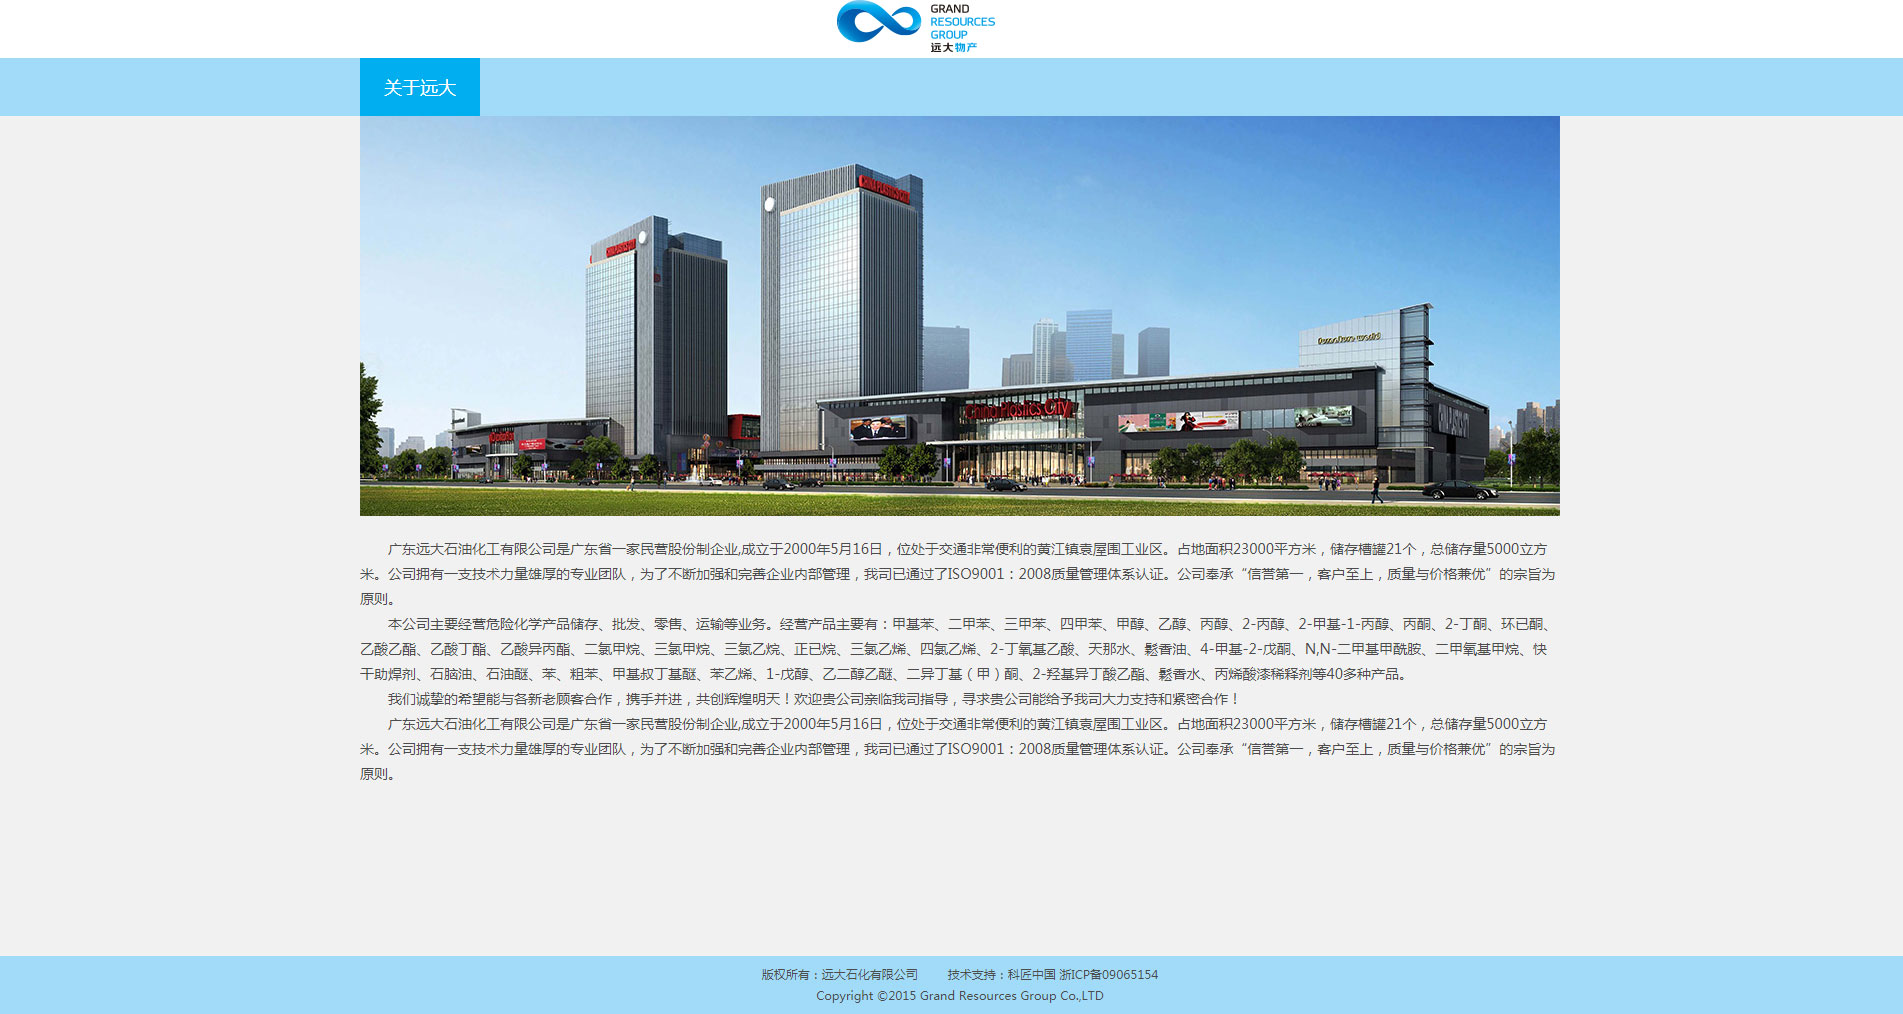 GRAND
RESOURCES
GROUP
远大物产
关于远大
CHINA PLASTICS CITY
CHINA PLASTICS CITY
China Plastics City
广东远大石油化工有限公司是广东省一家民营股份制企业,成立于2000年5月16日，位处于交通非常便利的黄江镇袁屋围工业区。占地面积23000平方米，储存槽罐21个，总储存量5000立方
米。公司拥有一支技术力量雄厚的专业团队，为了不断加强和完善企业内部管理，我司已通过了ISO9001：2008质量管理体系认证。公司奉承“信誉第一，客户至上，质量与价格兼优”的宗旨为
原则。
本公司主要经营危险化学产品储存、批发、零售、运输等业务。经营产品主要有：甲基苯、二甲苯、三甲苯、四甲苯、甲醇、乙醇、丙醇、2-丙醇、2-甲基-1-丙醇、丙酮、2-丁酮、环已酮、
乙酸乙酯、乙酸丁酯、乙酸异丙酯、二氯甲烷、三氯甲烷、三氯乙烷、正已烷、三氯乙烯、四氯乙烯、2-丁氧基乙酸、天那水、鬆香油、4-甲基-2-戊酮、N,N-二甲基甲酰胺、二甲氧基甲烷、快
干助焊剂、石脑油、石油醚、苯、粗苯、甲基叔丁基醚、苯乙烯、1-戊醇、乙二醇乙醚、二异丁基（甲）酮、2-羟基异丁酸乙酯、鬆香水、丙烯酸漆稀释剂等40多种产品。
我们诚挚的希望能与各新老顾客合作，携手并进，共创辉煌明天！欢迎贵公司亲临我司指导，寻求贵公司能给予我司大力支持和紧密合作！
广东远大石油化工有限公司是广东省一家民营股份制企业,成立于2000年5月16日，位处于交通非常便利的黄江镇袁屋围工业区。占地面积23000平方米，储存槽罐21个，总储存量5000立方
米。公司拥有一支技术力量雄厚的专业团队，为了不断加强和完善企业内部管理，我司已通过了ISO9001：2008质量管理体系认证。公司奉承“信誉第一，客户至上，质量与价格兼优”的宗旨为
原则。
版权所有：远大石化有限公司 技术支持：科匠中国 浙ICP备09065154
Copyright ©2015 Grand Resources Group Co.,LTD